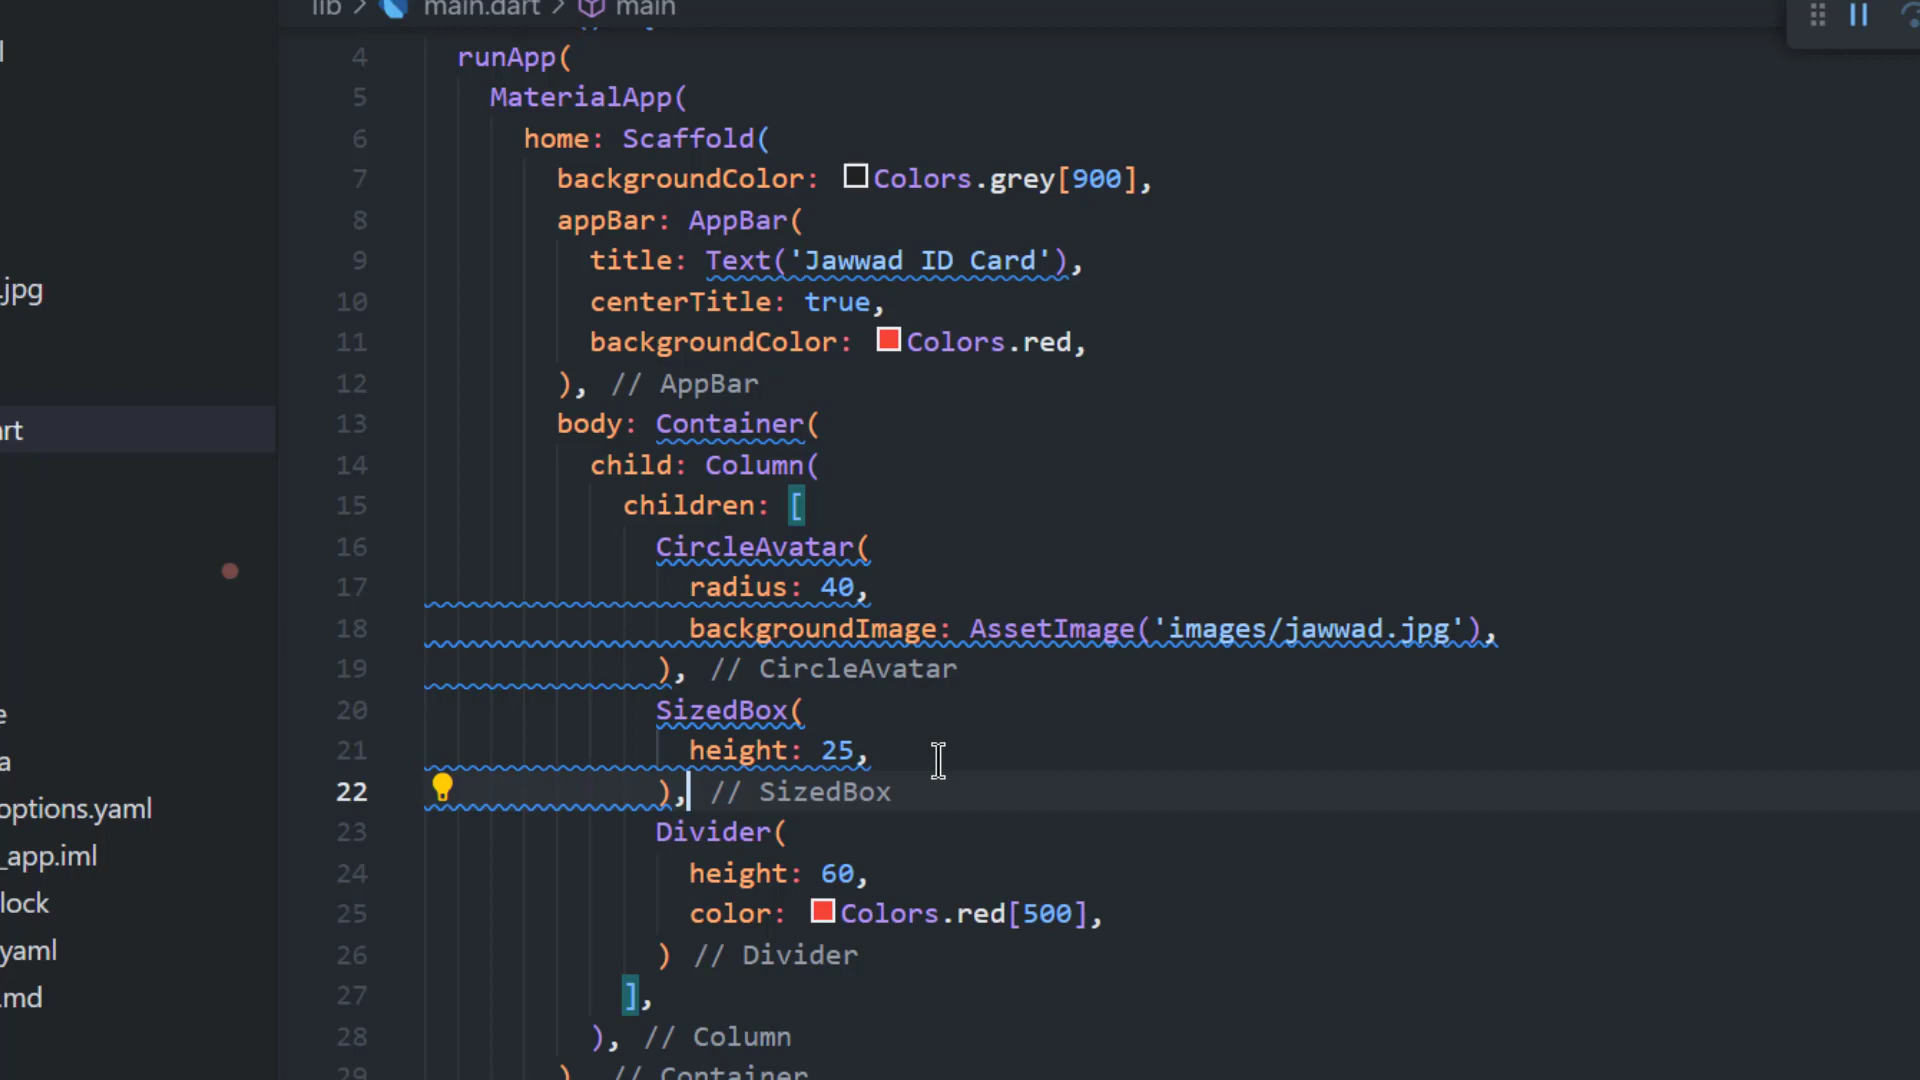 lib > main.dart > main
4 runApp(
5 MaterialApp(
6 home: Scaffold(
7 backgroundColor: Colors.grey[900],
8 appBar: AppBar(
9 title: Text('Jawwad ID Card'),
10 centerTitle: true,
11 backgroundColor: Colors.red,
12 ), // AppBar
13 body: Container(
14 child: Column(
15 children: [
16 CircleAvatar(
17 radius: 40,
18 backgroundImage: AssetImage('images/jawwad.jpg'),
19 ), // CircleAvatar
20 SizedBox(
21 height: 25,
22 ), // SizedBox
23 Divider(
24 height: 60,
25 color: Colors.red[500],
26 ) // Divider
27 ],
28 ), // Column
29 ) // Container
.jpg
art
options.yaml
_app.iml
lock
yaml
.md